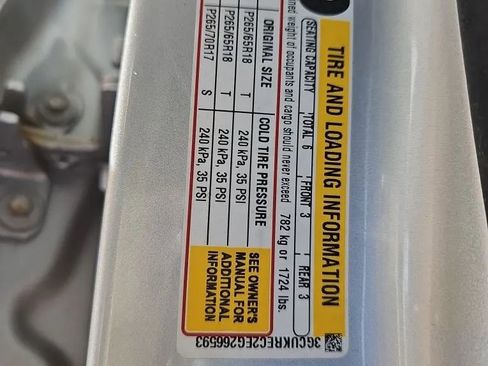 TIRE AND LOADING INFORMATION
SEATING CAPACITY TOTAL 6 FRONT 3 REAR 3
weight of occupants and cargo should never exceed 782 kg or 1724 lbs.
ORIGINAL SIZE COLD TIRE PRESSURE
P265/65R18 T 240 kPa, 35 PSI
P265/65R18 T 240 kPa, 35 PSI
P265/70R17 S 240 kPa, 35 PSI
SEE OWNER'S
MANUAL FOR
ADDITIONAL
INFORMATION
3GCUKREC2EG266593